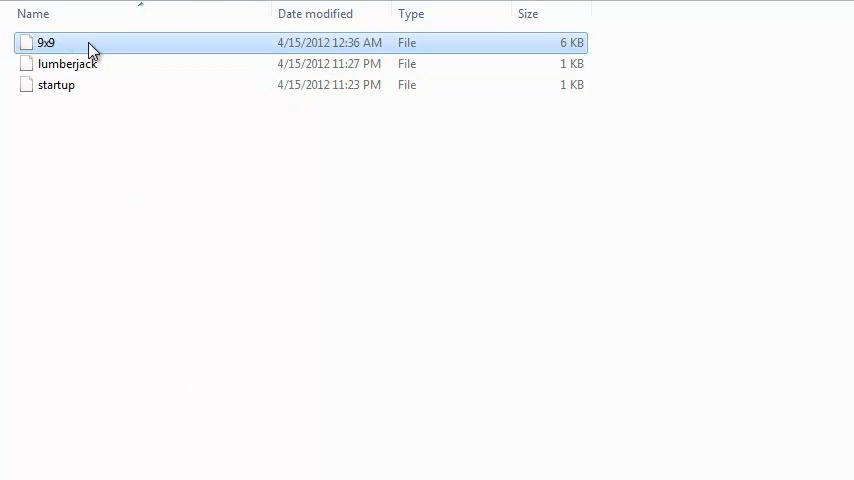 Name Date modified Type Size
9x9 4/15/2012 12:36 AM File 6 KB
lumberjack 4/15/2012 11:27 PM File 1 KB
startup 4/15/2012 11:23 PM File 1 KB